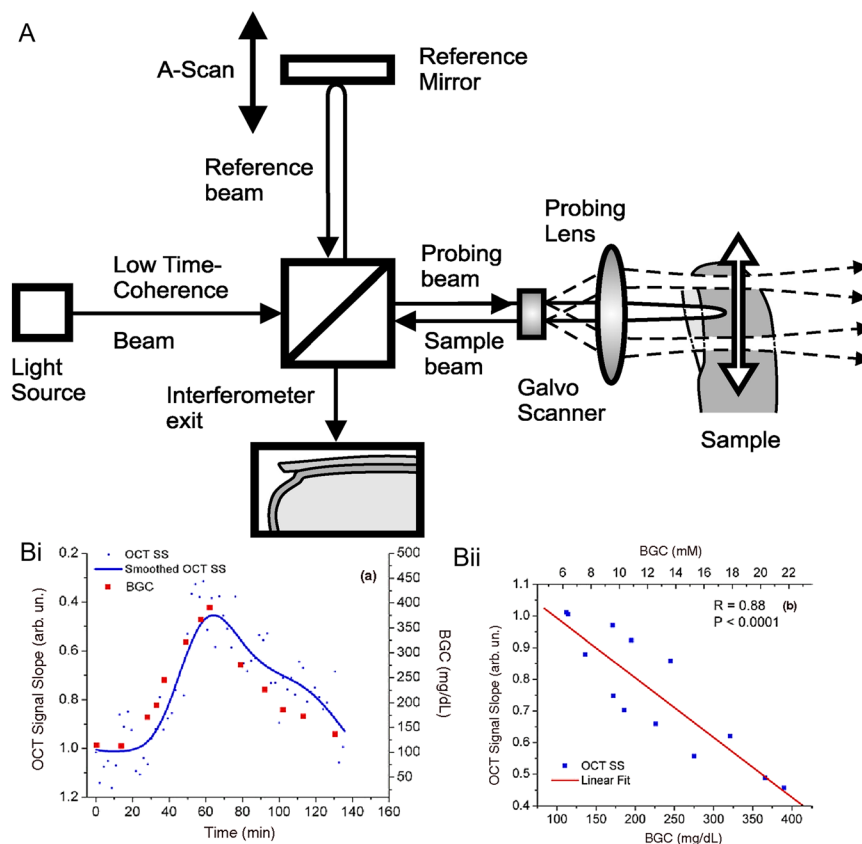 A
A-Scan
Reference
Mirror
Reference
beam
Probing
Lens
Low Time-
Coherence
Beam
Probing
beam
Sample
beam
Light
Source
Interferometer
exit
Galvo
Scanner
Sample
Bi
OCT SS
Smoothed OCT SS
BGC
(a)
0.2
0.4
0.6
0.8
1.0
1.2
OCT Signal Slope (arb. un.)
500
450
400
350
300
250
200
150
100
50
BGC (mg/dL)
0 20 40 60 80 100 120 140 160
Time (min)
Bii
BGC (mM)
6 8 10 12 14 16 18 20 22
R = 0.88 (b)
P < 0.0001
1.1
1.0
0.9
0.8
0.7
0.6
0.5
0.4
OCT Signal Slope (arb. un.)
OCT SS
Linear Fit
100 150 200 250 300 350 400
BGC (mg/dL)